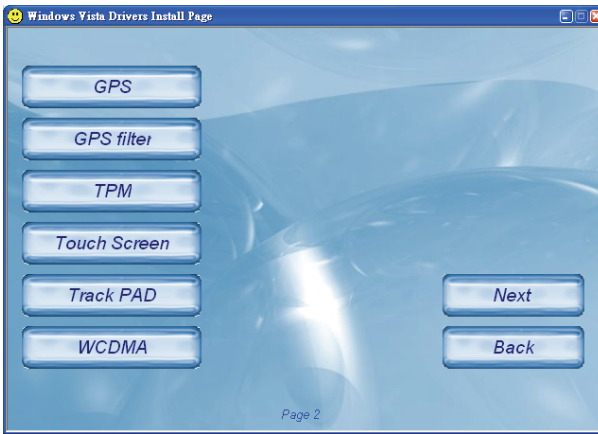 Windows Vista Drivers Install Page
GPS
GPS filter
TPM
Touch Screen
Track PAD
WCDMA
Next
Back
Page 2